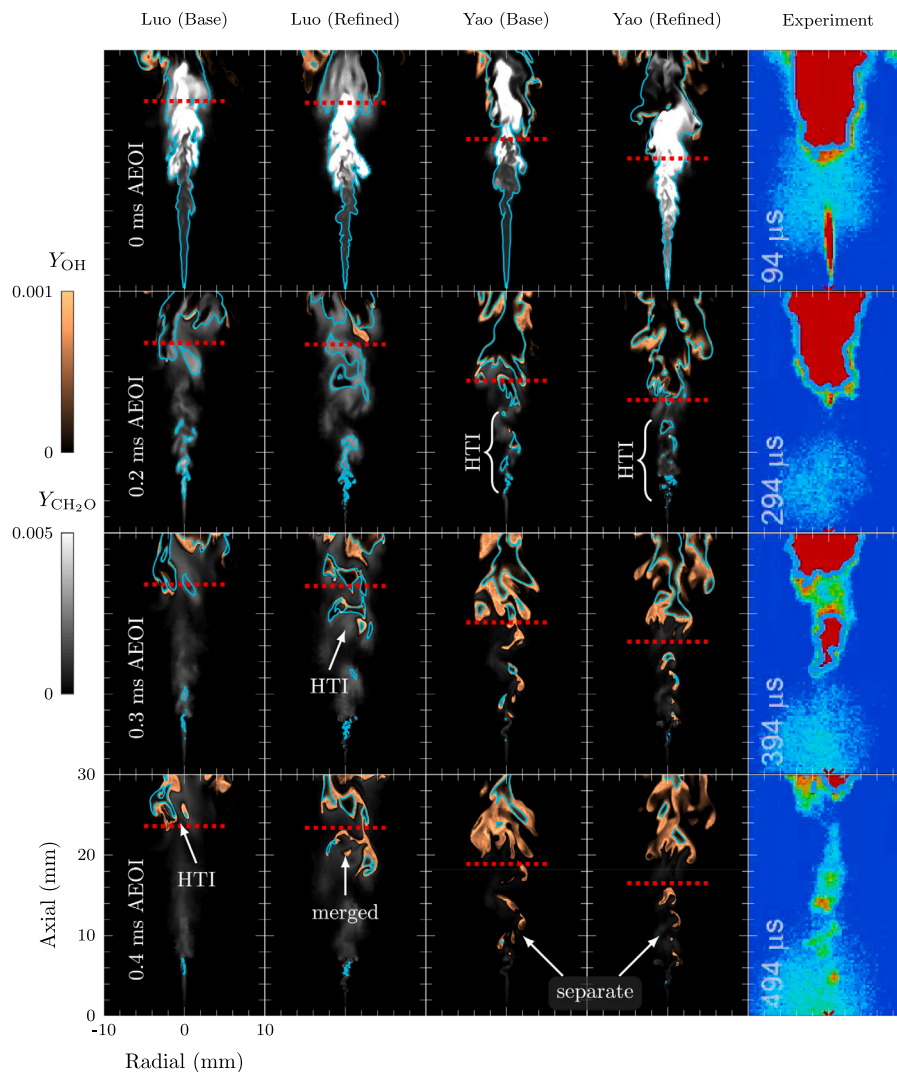 Luo (Base) Luo (Refined) Yao (Base) Yao (Refined) Experiment
0 ms AEOI
94 µs
Y_OH
0.001
0
0.2 ms AEOI
HTI
HTI
294 µs
Y_CH₂O
0.005
0
0.3 ms AEOI
HTI
394 µs
Axial (mm)
30
20
10
0
0.4 ms AEOI
HTI
merged
separate
494 µs
-10 0 10
Radial (mm)